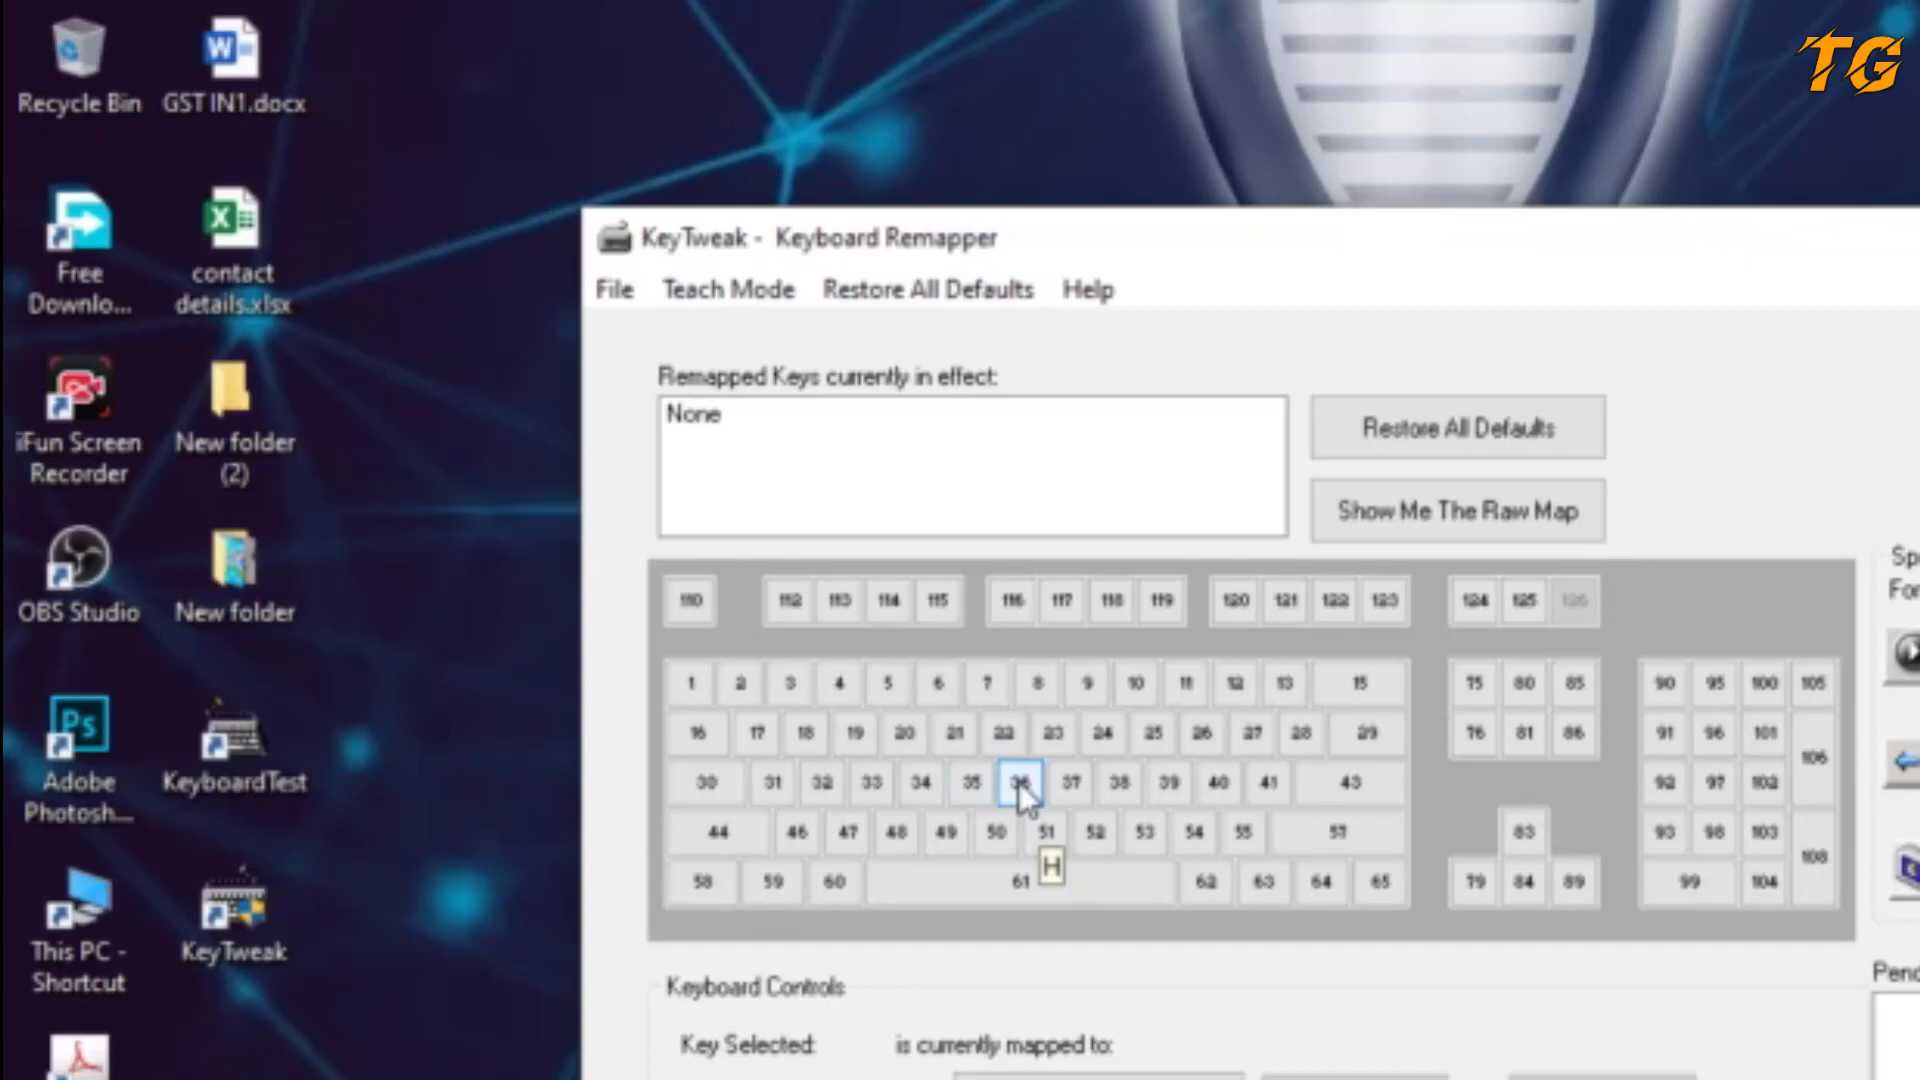 TG
Recycle Bin
GST IN1.docx
Free
Downlo...
contact
details.xlsx
iFun Screen
Recorder
New folder
(2)
OBS Studio
New folder
Adobe
Photosh...
KeyboardTest
This PC -
Shortcut
KeyTweak
KeyTweak -  Keyboard Remapper
File Teach Mode Restore All Defaults Help
Remapped Keys currently in effect:
None
Restore All Defaults
Show Me The Raw Map
110 112 113 114 115 116 117 118 119 120 121 122 123 124 125 126
1 2 3 4 5 6 7 8 9 10 11 12 13 15 75 80 85 90 95 100 105
16 17 18 19 20 21 22 23 24 25 26 27 28 29 76 81 86 91 96 101
106
30 31 32 33 34 35 36 37 38 39 40 41 43 92 97 102
44 46 47 48 49 50 51 52 53 54 55 57 83 93 98 103
108
58 59 60 61 62 63 64 65 79 84 89 99 104
H
Sp
For
Keyboard Controls
Pend
Key Selected: is currently mapped to: